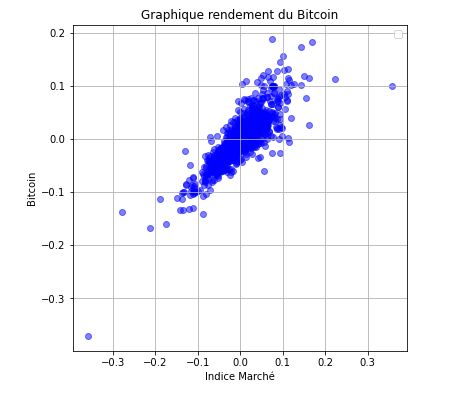 Graphique rendement du Bitcoin
0.2
0.1
0.0
−0.1
−0.2
−0.3
Bitcoin
−0.3 −0.2 −0.1 0.0 0.1 0.2 0.3
Indice Marché